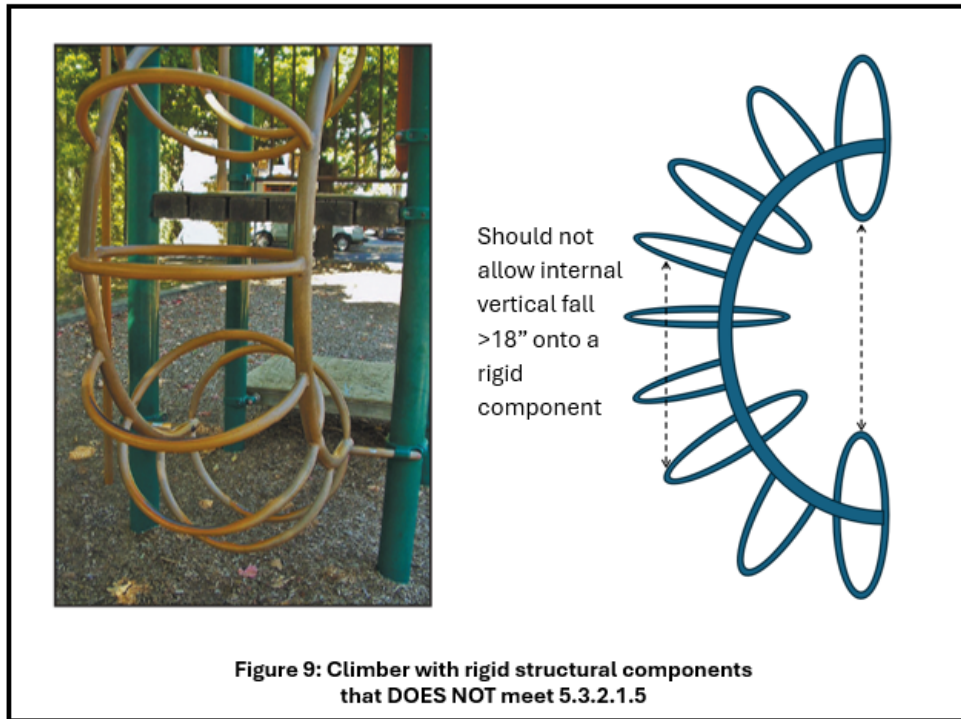 Should not
allow internal
vertical fall
>18” onto a
rigid
component
Figure 9: Climber with rigid structural components
that DOES NOT meet 5.3.2.1.5